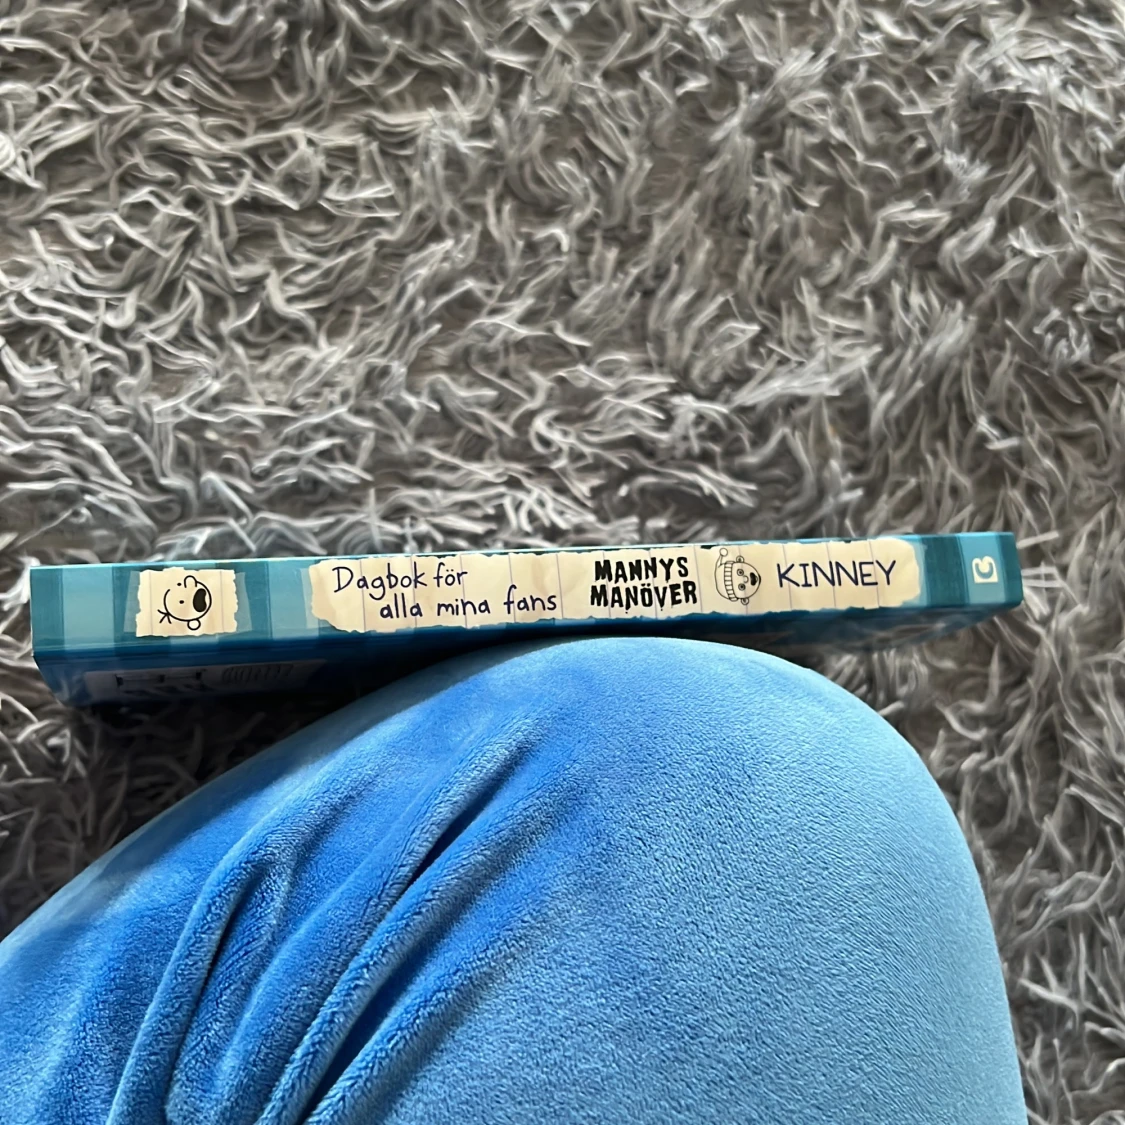 Dagbok för
alla mina fans
MANNYS
MANÖVER
KINNEY